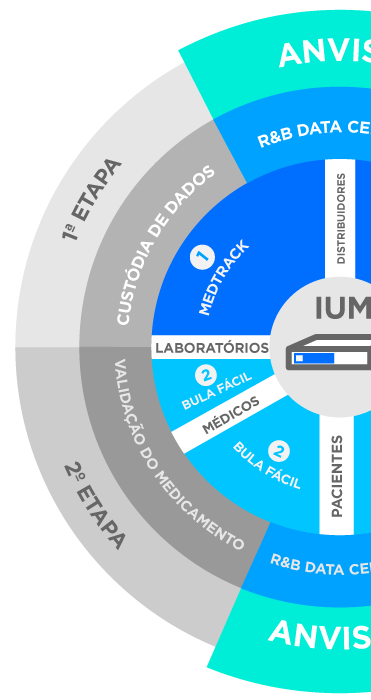 ANVIS
R&B DATA CE
1ª ETAPA
CUSTÓDIA DE DADOS
1
MEDTRACK
DISTRIBUIDORES
IUM
LABORATÓRIOS
2
BULA FÁCIL
MÉDICOS
2
BULA FÁCIL
PACIENTES
VALIDAÇÃO DO MEDICAMENTO
2º ETAPA
R&B DATA CE
ANVIS